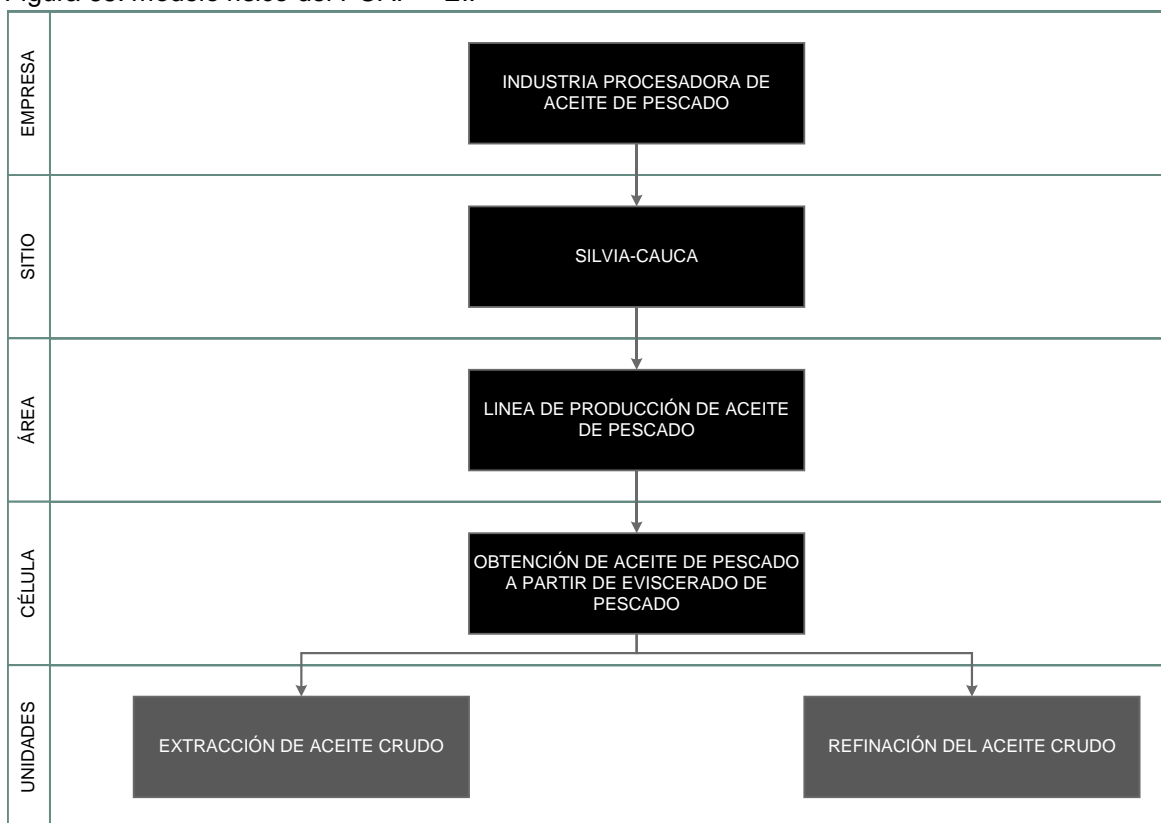 EMPRESA
INDUSTRIA PROCESADORA DE
ACEITE DE PESCADO
SITIO
SILVIA-CAUCA
ÁREA
LINEA DE PRODUCCIÓN DE ACEITE
DE PESCADO
CÉLULA
OBTENCIÓN DE ACEITE DE PESCADO
A PARTIR DE EVISCERADO DE
PESCADO
UNIDADES
EXTRACCIÓN DE ACEITE CRUDO
REFINACIÓN DEL ACEITE CRUDO